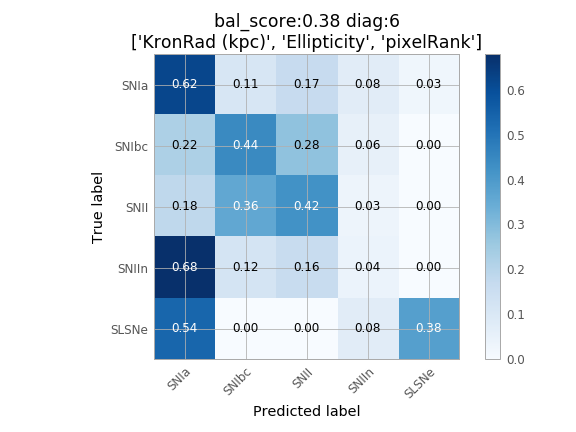 bal_score:0.38 diag:6
['KronRad (kpc)', 'Ellipticity', 'pixelRank']
True label
SNIa 0.62 0.11 0.17 0.08 0.03
SNIbc 0.22 0.44 0.28 0.06 0.00
SNII 0.18 0.36 0.42 0.03 0.00
SNIIn 0.68 0.12 0.16 0.04 0.00
SLSNe 0.54 0.00 0.00 0.08 0.38
SNIa SNIbc SNII SNIIn SLSNe
Predicted label
0.6
0.5
0.4
0.3
0.2
0.1
0.0